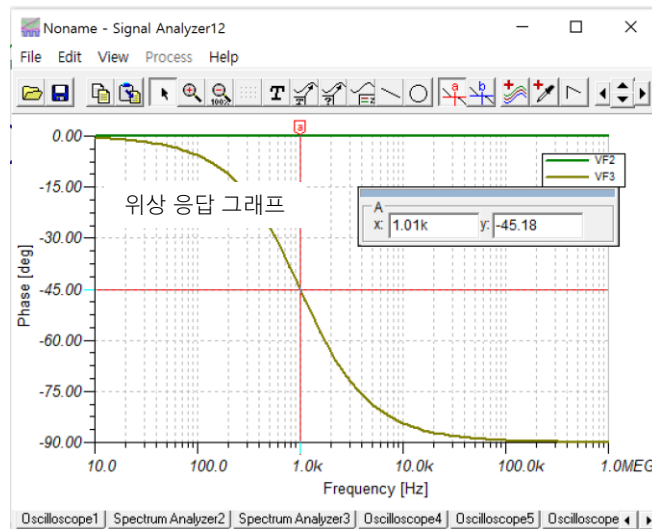 Noname - Signal Analyzer12
File Edit View Process Help
100%
T
a
b
a
0.00
-15.00
-30.00
-45.00
-60.00
-75.00
-90.00
Phase [deg]
위상 응답 그래프
VF2
VF3
A
x: 1.01k y: -45.18
10.0 100.0 1.0k 10.0k 100.0k 1.0MEG
Frequency [Hz]
Oscilloscope1 Spectrum Analyzer2 Spectrum Analyzer3 Oscilloscope4 Oscilloscope5 Oscilloscope